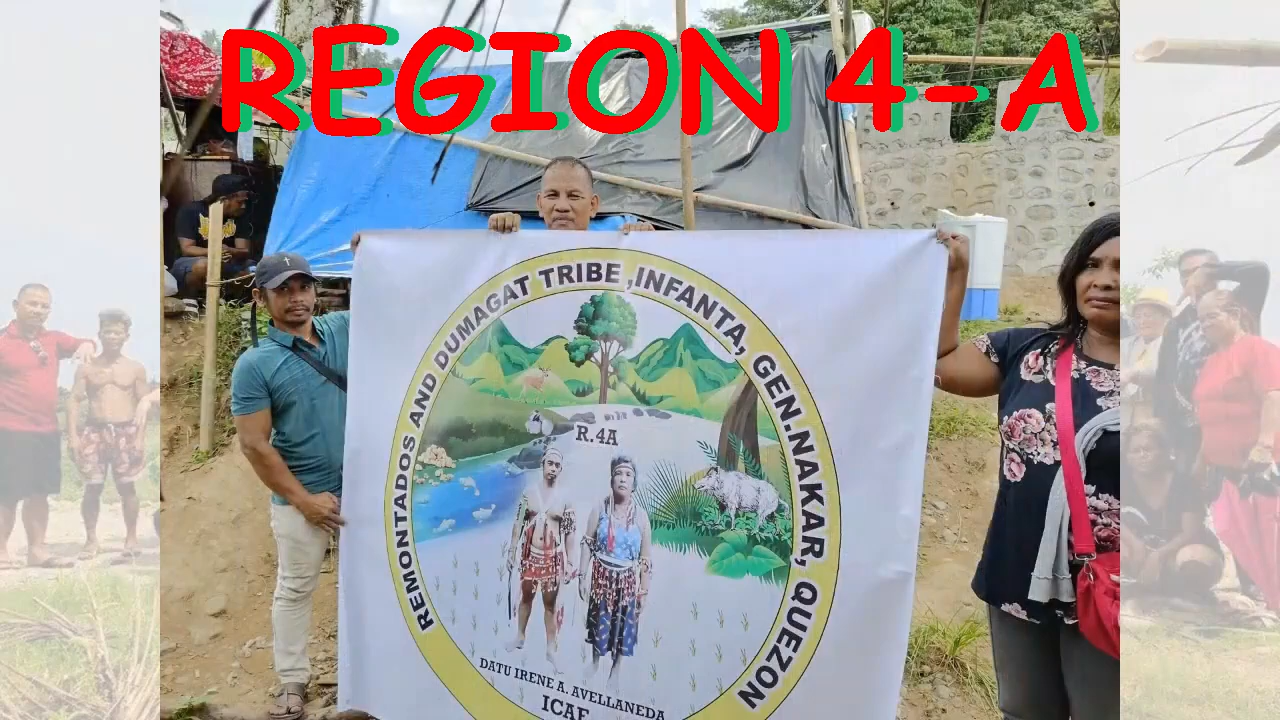 REGION 4-A
REMONTADOS AND DUMAGAT TRIBE ,INFANTA, GEN.NAKAR, QUEZON
R.4A
DATU IRENE A. AVELLANEDA
ICAF